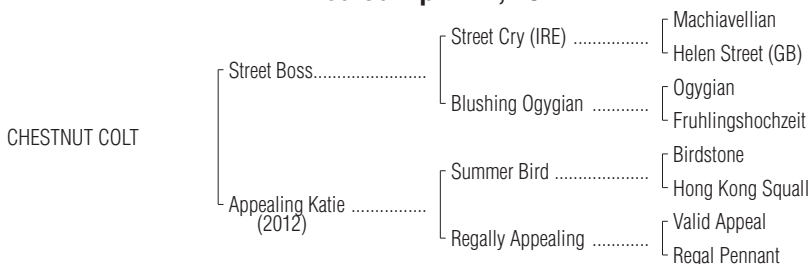 Machiavellian
Street Cry (IRE) ...............
Helen Street (GB)
Street Boss.......................
Ogygian
Blushing Ogygian ............
Fruhlingshochzeit
CHESTNUT COLT
Birdstone
Summer Bird ...................
Hong Kong Squall
Appealing Katie ................
(2012)
Valid Appeal
Regally Appealing ............
Regal Pennant